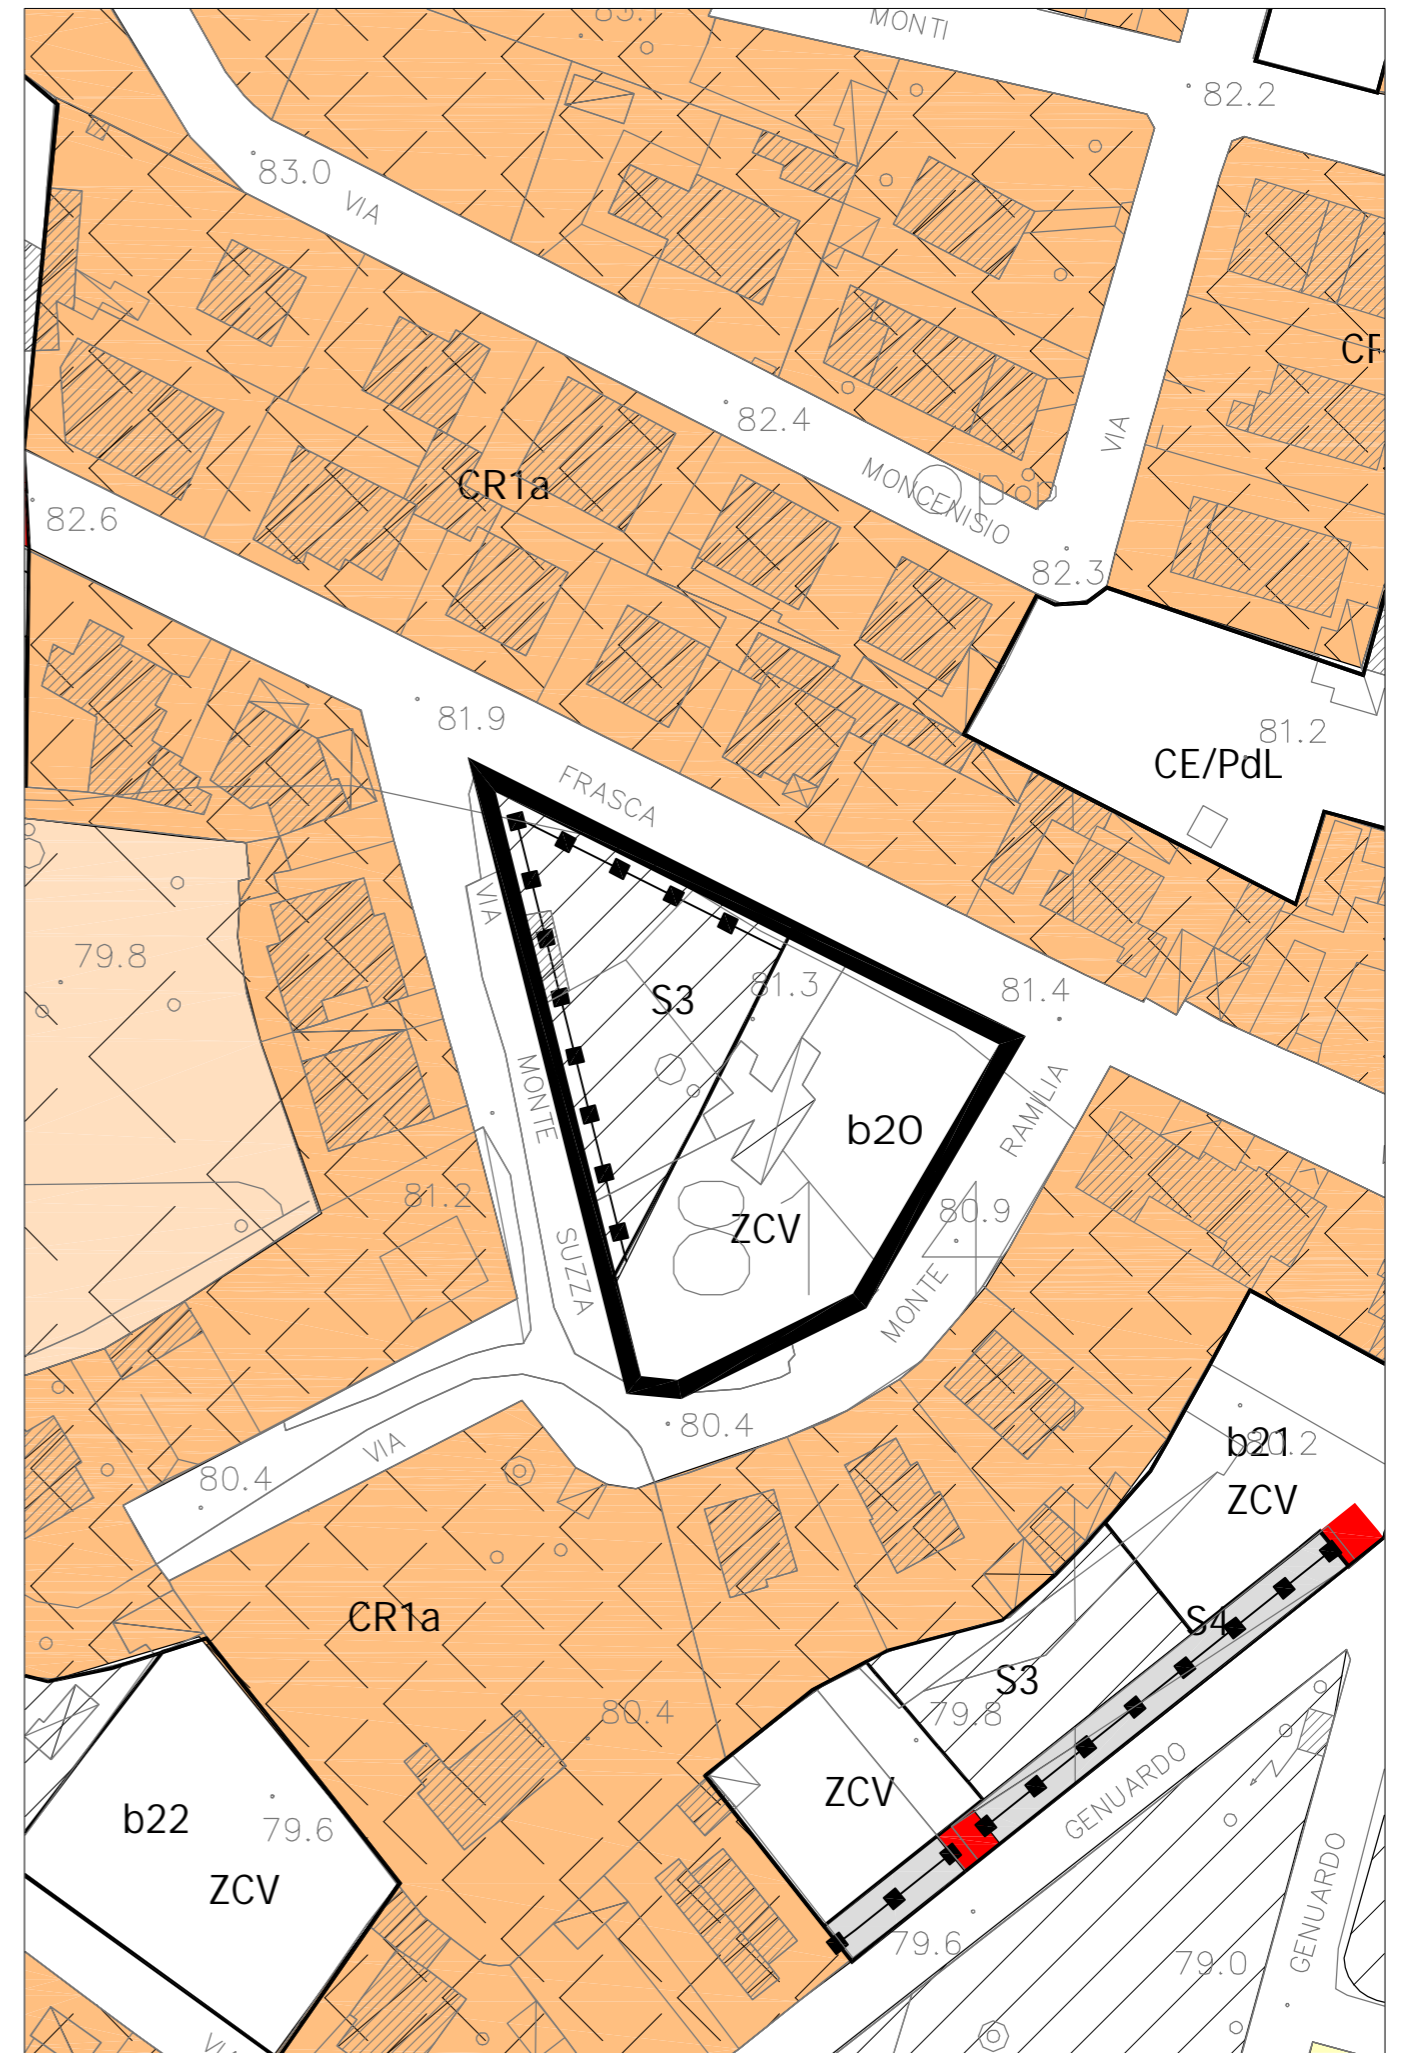 MONTI
82.2
83.0
VIA
82.4
VIA
MONCENISIO
pop
CR1a
82.6
82.3
81.9
81.2
CE/PdL
FRASCA
VIA
79.8
S3
81.3
81.4
MONTE
b20
RAMILIA
81.2
ZCV
80.9
SUZZA
MONTE
80.4
b21
80.2
VIA
80.4
ZCV
CR1a
S4
S3
80.4
79.8
ZCV
GENUARDO
b22
79.6
ZCV
79.6
79.0
GENUARDO